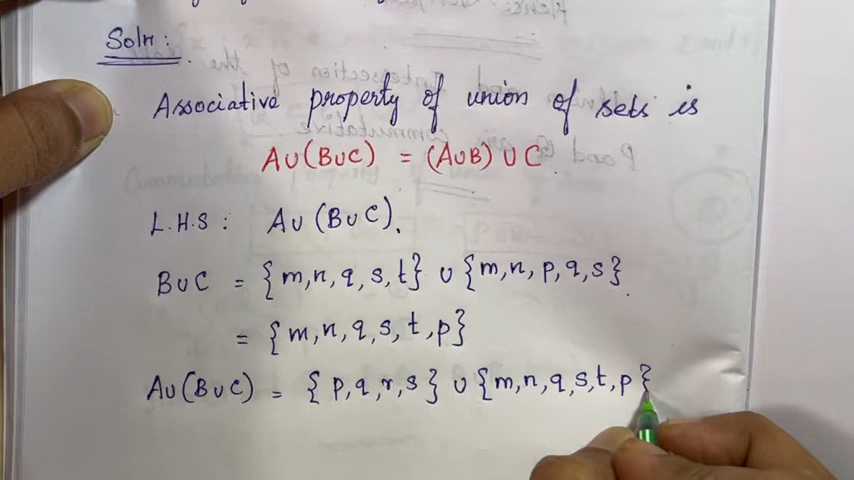 Soln:
Associative property of union of sets is
A∪(B∪C) = (A∪B)∪C.
L.H.S : A∪(B∪C).
B∪C = {m,n,q,s,t} ∪ {m,n,p,q,s}.
= {m,n,q,s,t,p}
A∪(B∪C) = {p,q,r,s} ∪ {m,n,q,s,t,p}